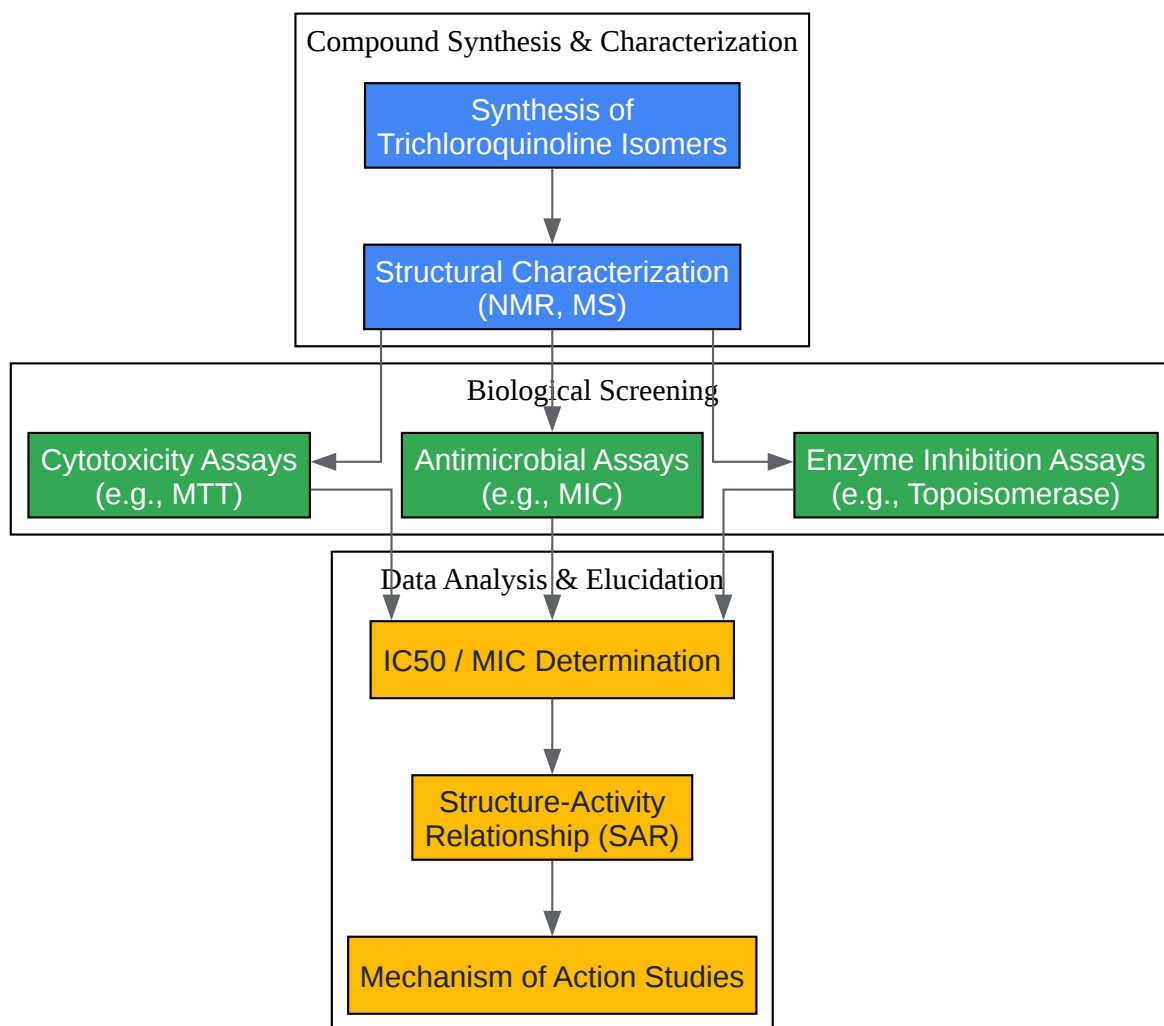 Compound Synthesis & Characterization
Synthesis of
Trichloroquinoline Isomers
Structural Characterization
(NMR, MS)
Biological Screening
Cytotoxicity Assays
(e.g., MTT)
Antimicrobial Assays
(e.g., MIC)
Enzyme Inhibition Assays
(e.g., Topoisomerase)
Data Analysis & Elucidation
IC50 / MIC Determination
Structure-Activity
Relationship (SAR)
Mechanism of Action Studies